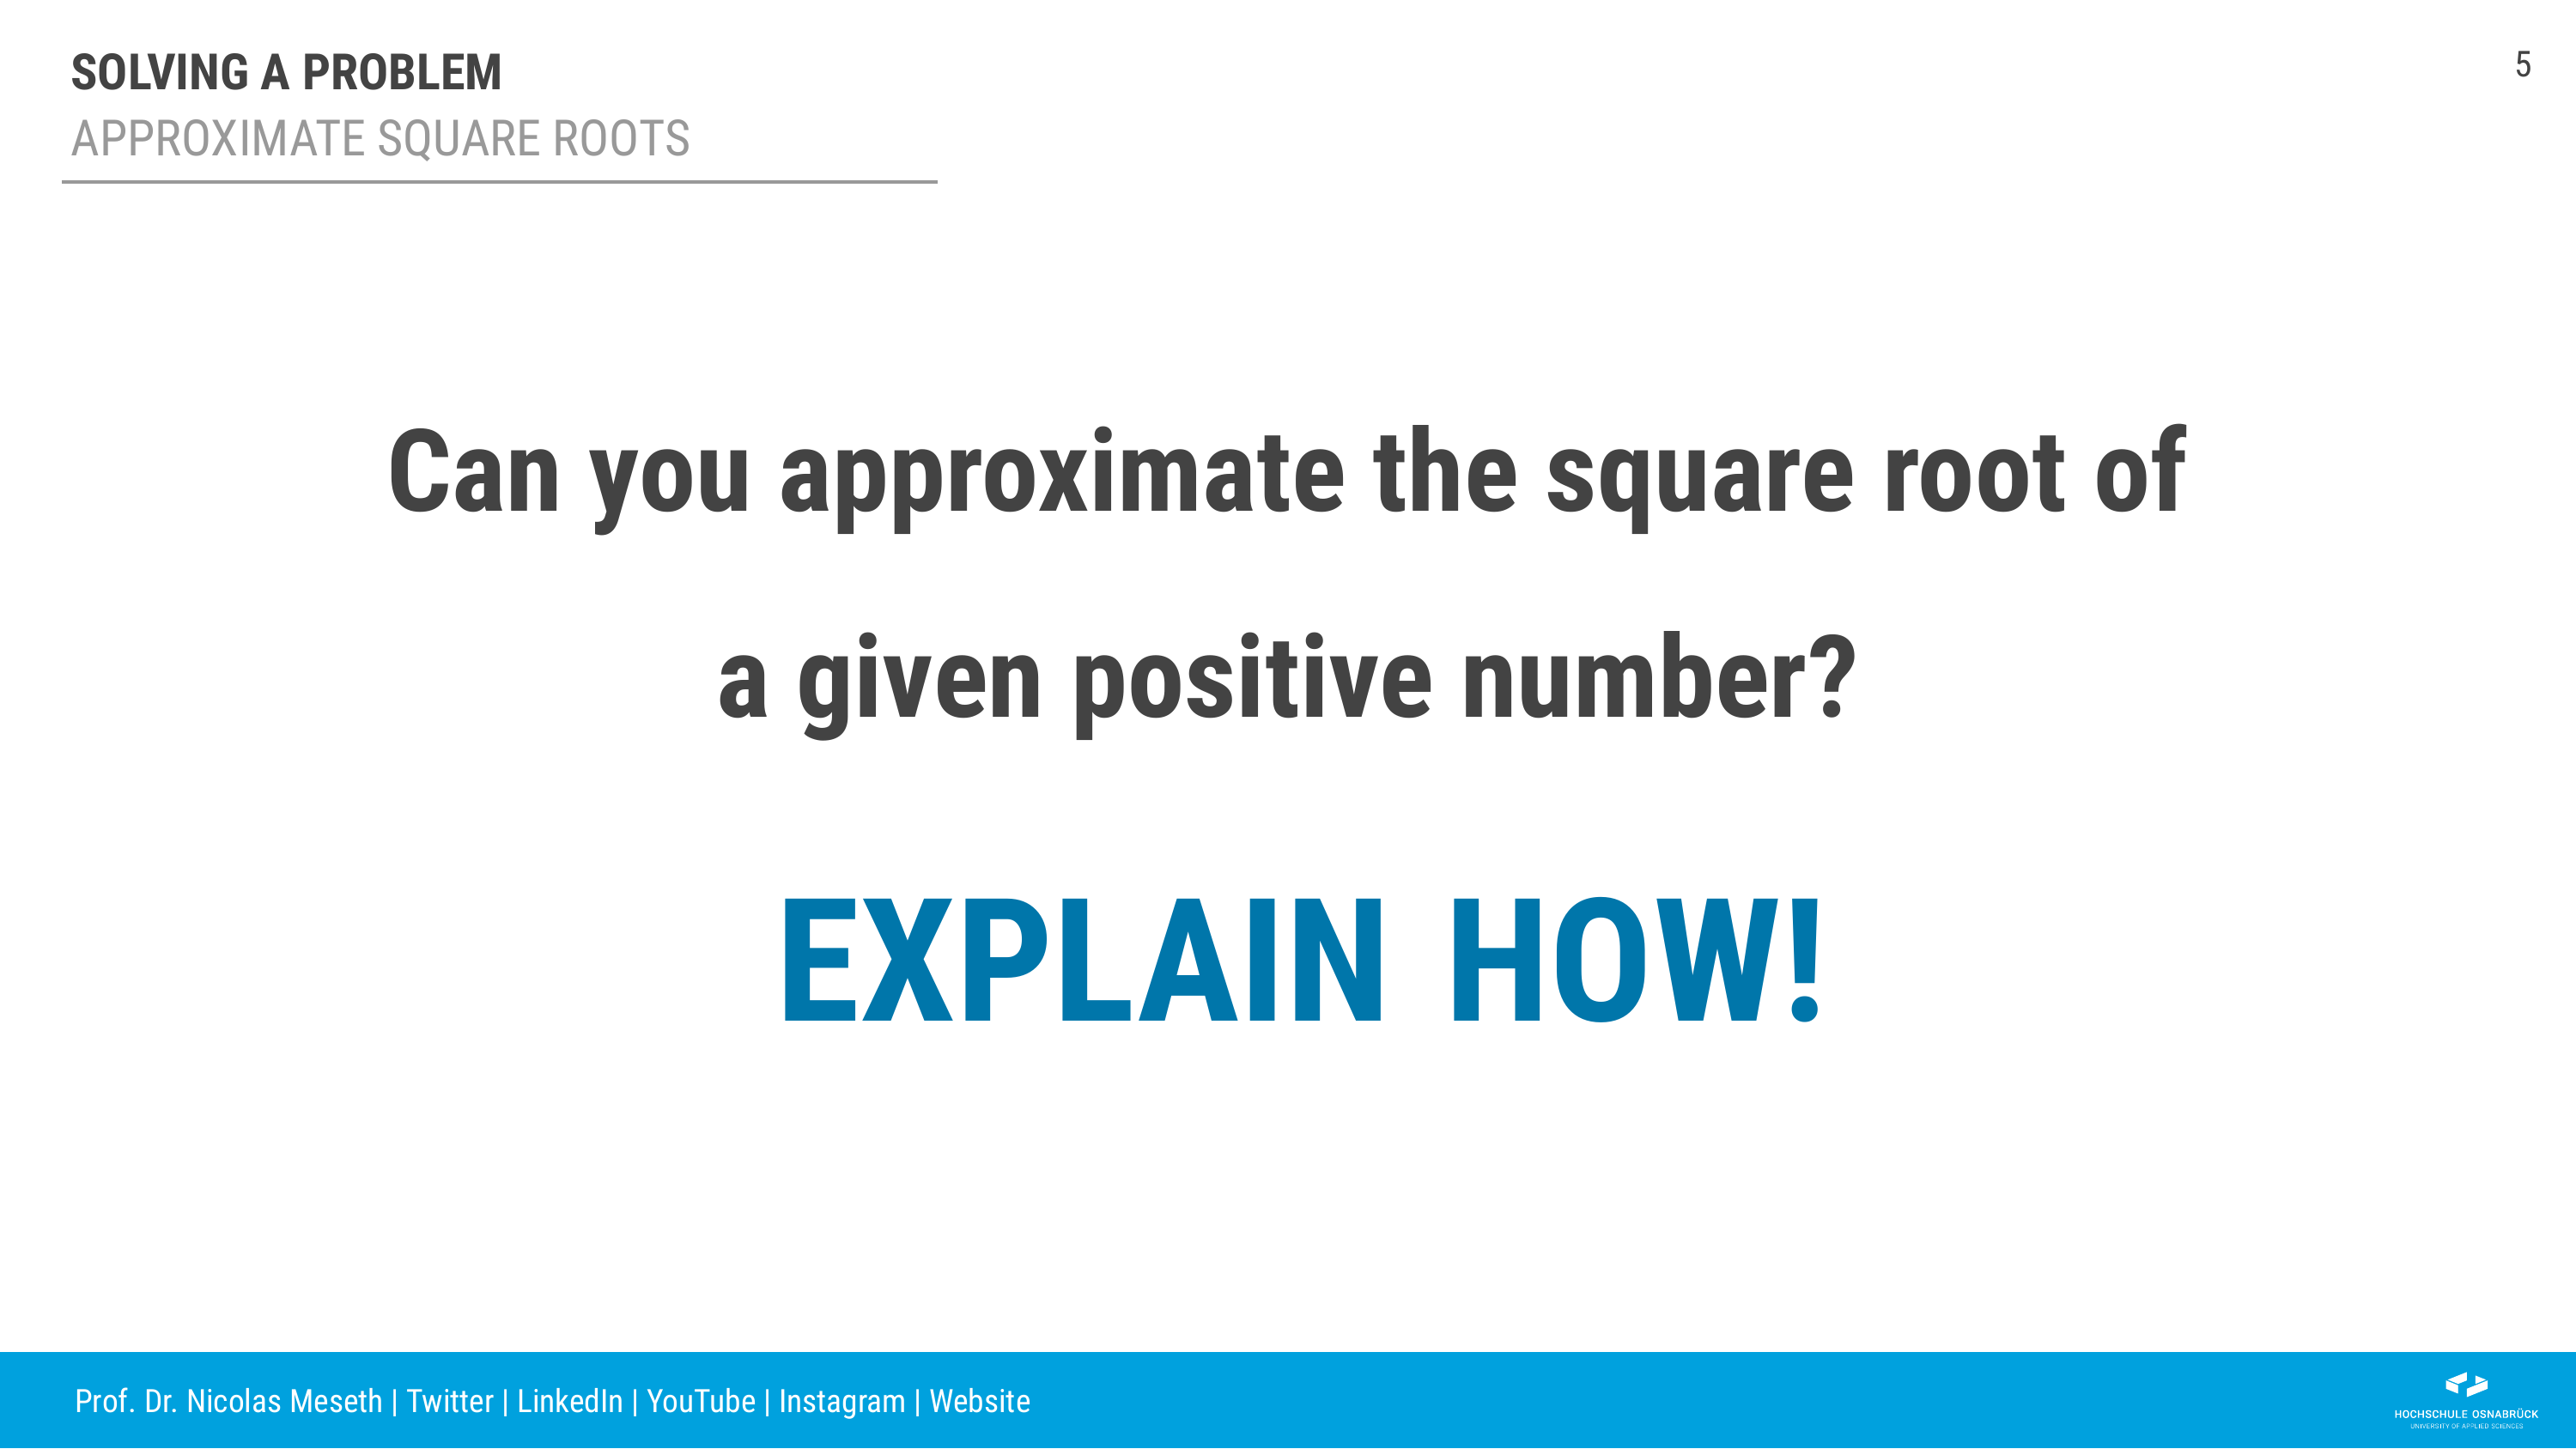 SOLVING A PROBLEM
5
APPROXIMATE SQUARE ROOTS
Can you approximate the square root of
a given positive number?
EXPLAIN HOW!
Prof. Dr. Nicolas Meseth | Twitter | LinkedIn | YouTube | Instagram | Website
HOCHSCHULE OSNABRÜCK
UNIVERSITY OF APPLIED SCIENCES